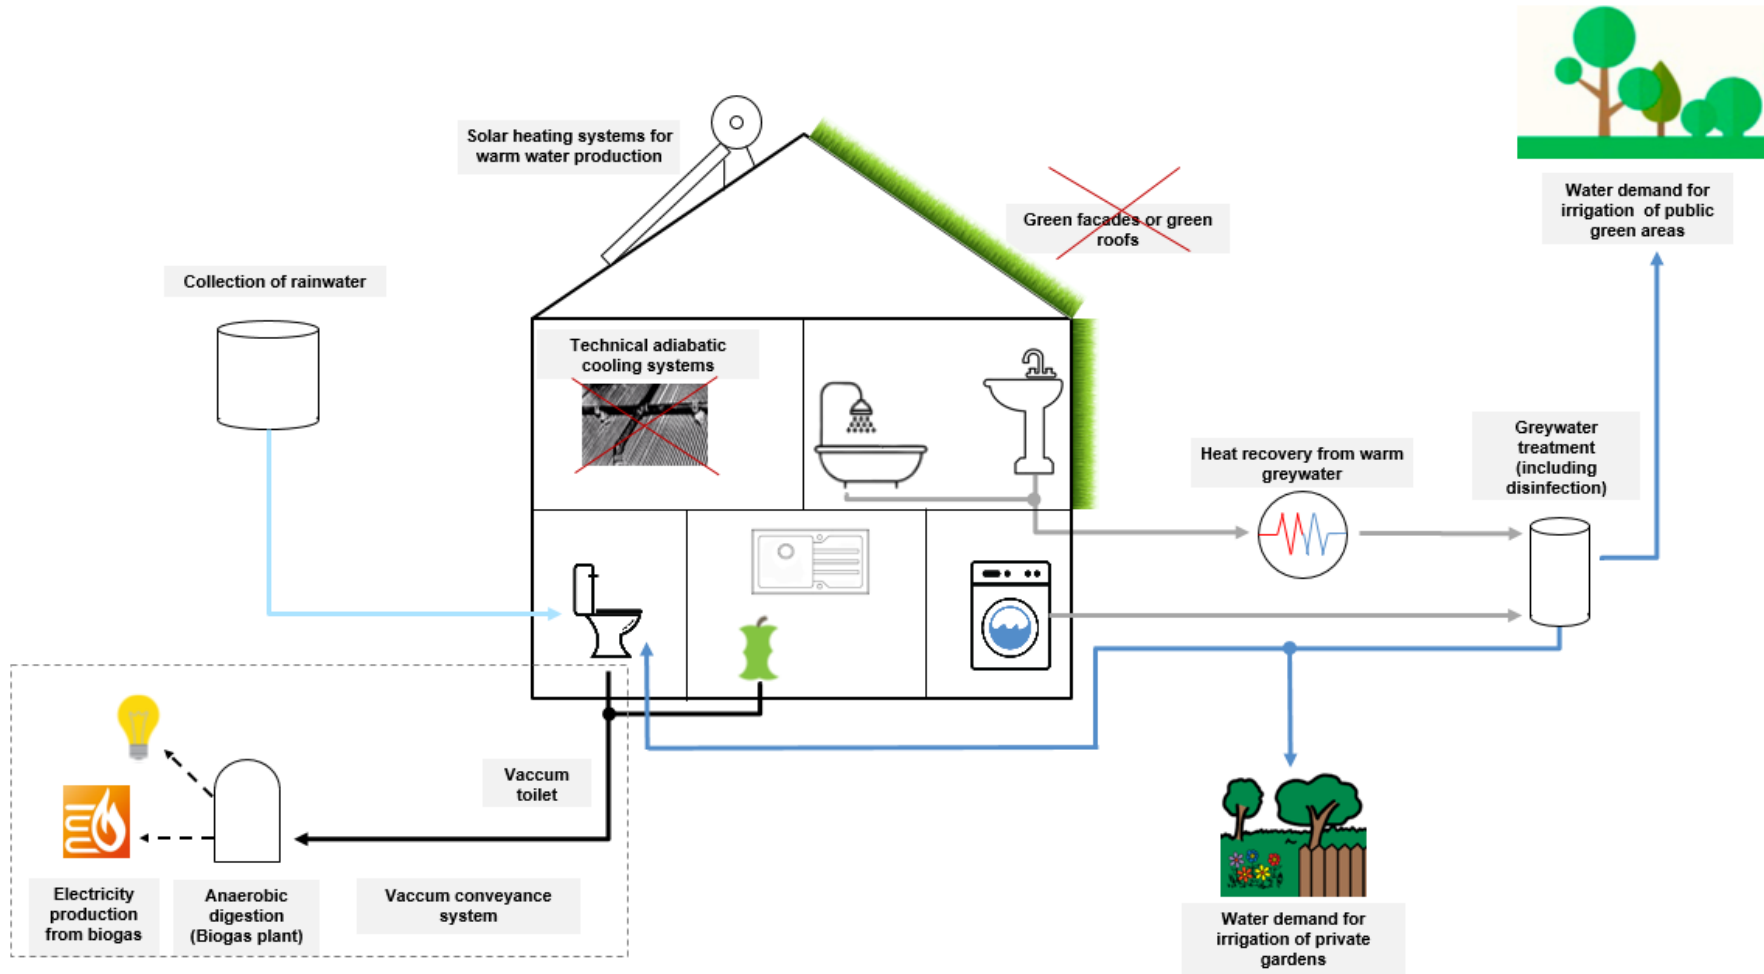 Solar heating systems for
warm water production
Green facades or green
roofs
Water demand for
irrigation of public
green areas
Collection of rainwater
Technical adiabatic
cooling systems
Heat recovery from warm
greywater
Greywater
treatment
(including
disinfection)
Vaccum
toilet
Electricity
production
from biogas
Anaerobic
digestion
(Biogas plant)
Vaccum conveyance
system
Water demand for
irrigation of private
gardens